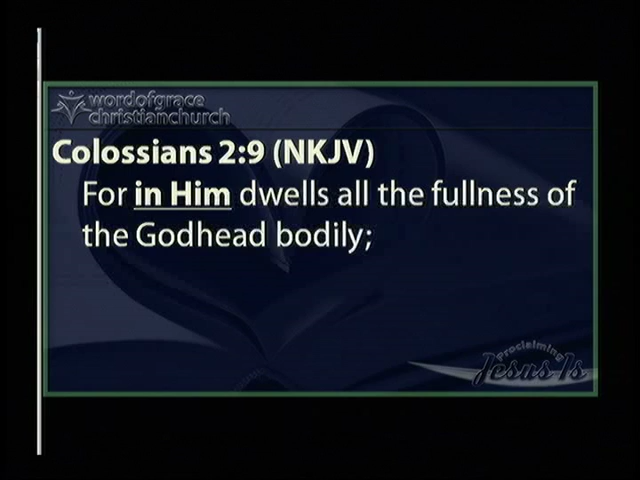 wordofgrace
christianchurch
Colossians 2:9 (NKJV)
For in Him dwells all the fullness of
the Godhead bodily;
Proclaiming
Jesus Is